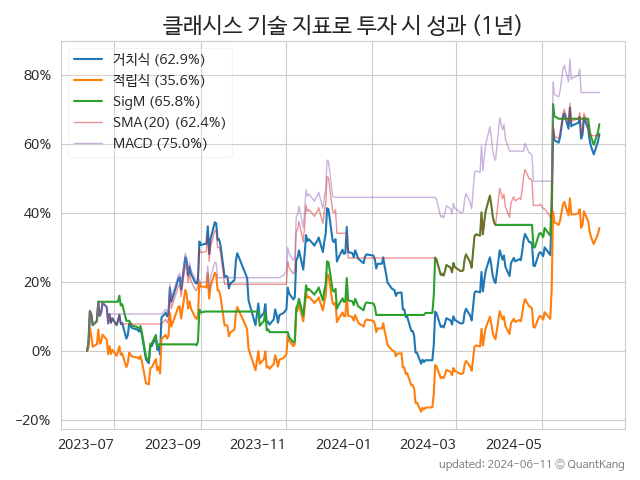 클래시스 기술 지표로 투자 시 성과 (1년)
거치식 (62.9%)
적립식 (35.6%)
SigM (65.8%)
SMA(20) (62.4%)
MACD (75.0%)
80%
60%
40%
20%
0%
−20%
2023-07 2023-09 2023-11 2024-01 2024-03 2024-05
updated: 2024-06-11 © QuantKang